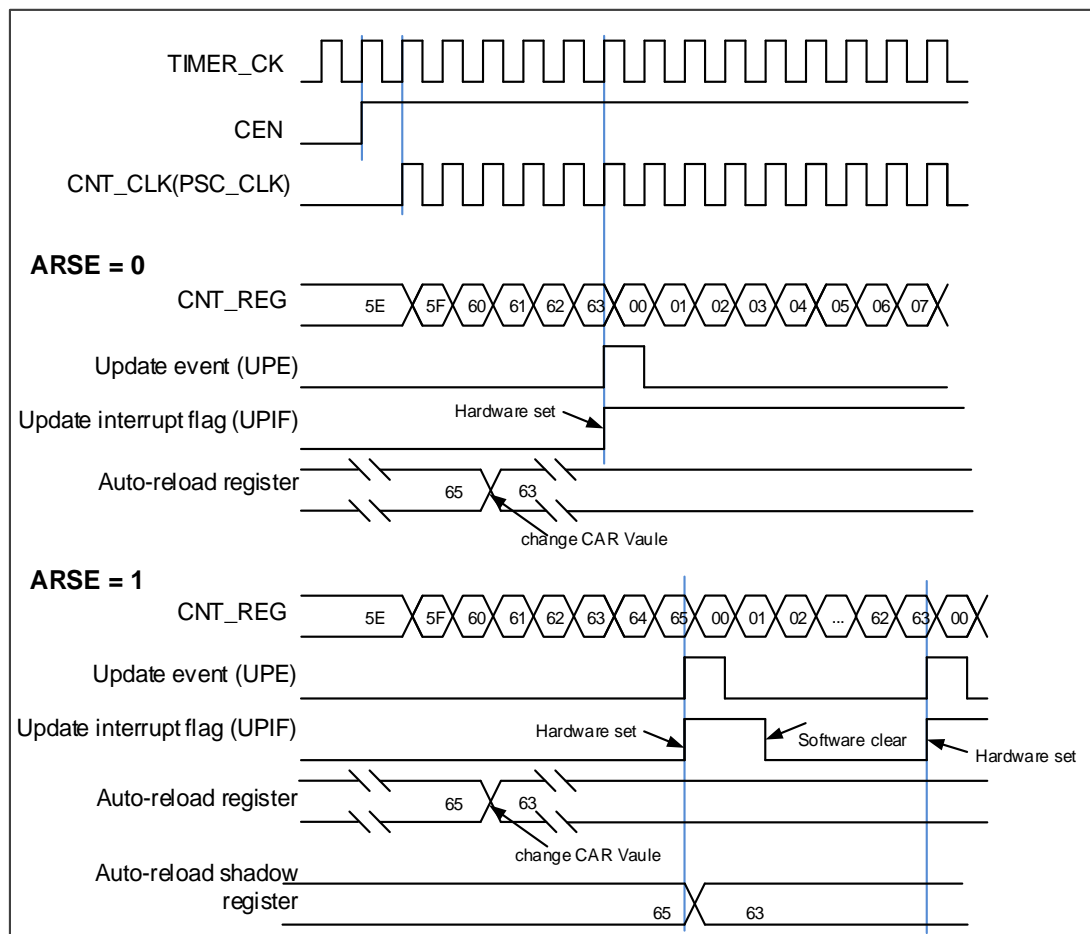 TIMER_CK
CEN
CNT_CLK(PSC_CLK)
ARSE = 0
CNT_REG 5E 5F 60 61 62 63 00 01 02 03 04 05 06 07
Update event (UPE)
Update interrupt flag (UPIF) Hardware set
Auto-reload register 65 63
change CAR Vaule
ARSE = 1
CNT_REG 5E 5F 60 61 62 63 64 65 00 01 02 ... 62 63 00
Update event (UPE)
Update interrupt flag (UPIF) Hardware set Software clear Hardware set
Auto-reload register 65 63
change CAR Vaule
Auto-reload shadow
register 65 63